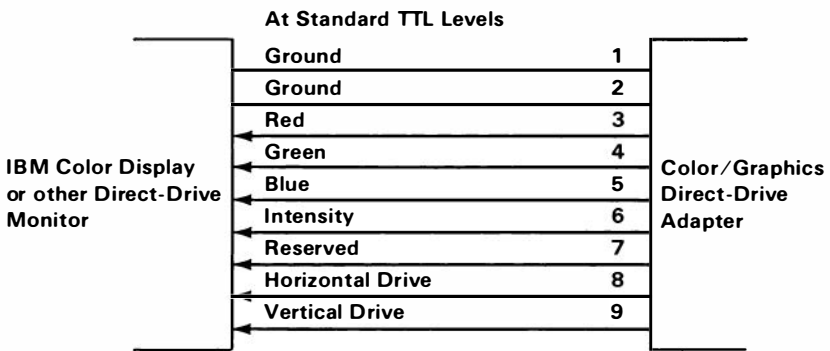 At Standard TTL Levels
Ground 1
Ground 2
Red 3
Green 4
Blue 5
Intensity 6
Reserved 7
Horizontal Drive 8
Vertical Drive 9
IBM Color Display
or other Direct-Drive
Monitor
Color/Graphics
Direct-Drive
Adapter